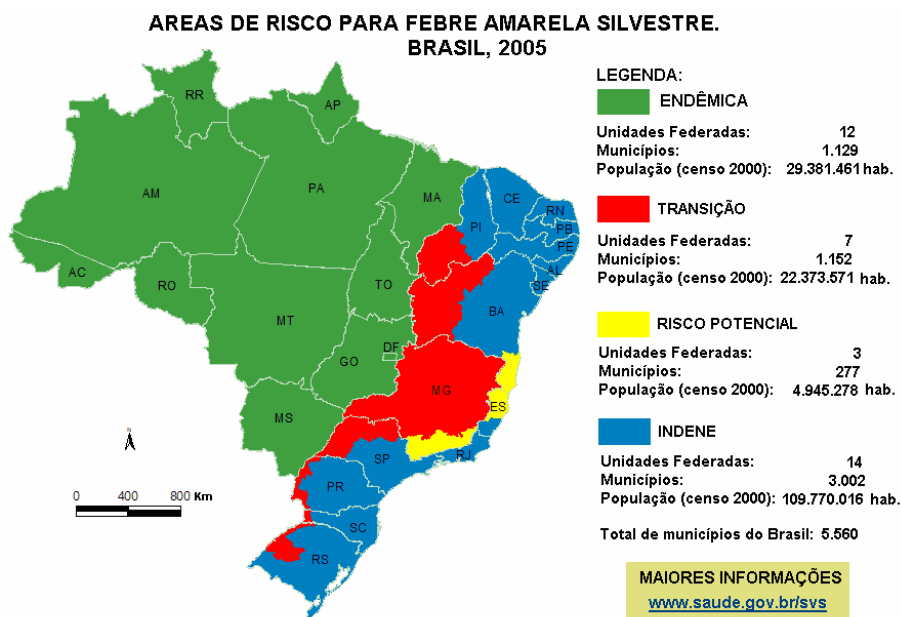 AREAS DE RISCO PARA FEBRE AMARELA SILVESTRE.
BRASIL, 2005
LEGENDA:
ENDÊMICA
Unidades Federadas: 12
Municípios: 1.129
População (censo 2000): 29.381.461 hab.
TRANSIÇÃO
Unidades Federadas: 7
Municípios: 1.152
População (censo 2000): 22.373.571 hab.
RISCO POTENCIAL
Unidades Federadas: 3
Municípios: 277
População (censo 2000): 4.945.278 hab.
INDENE
Unidades Federadas: 14
Municípios: 3.002
População (censo 2000): 109.770.016 hab.
Total de municípios do Brasil: 5.560
MAIORES INFORMAÇÕES
www.saude.gov.br/svs
RR
AP
AM
PA
MA
CE
RN
PI
PB
PE
AC
RO
TO
AL
SE
MT
BA
DF
GO
MG
MS
ES
SP
RJ
PR
SC
RS
N
0 400 800 Km